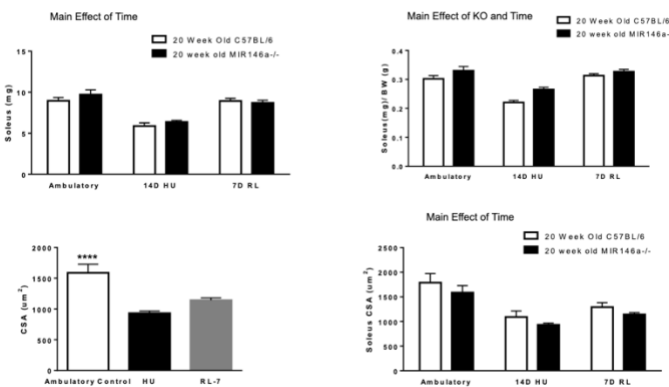 Main Effect of Time
20 Week Old C57BL/6
20 week old MIR146a-/-
15
10
5
0
Soleus (mg)
Ambulatory 14D HU 7D RL
Main Effect of KO and Time
20 Week Old C57BL/6
20 week old MIR146a-
0.4
0.3
0.2
0.1
0.0
Soleus(mg)/BW (g)
Ambulatory 14D HU 7D RL
2000
1500
1000
500
0
CSA (um²)
****
Ambulatory Control HU RL-7
Main Effect of Time
20 Week Old C57BL/6
20 week old MIR146a-/-
2500
2000
1500
1000
500
0
Soleus CSA (um²)
Ambulatory 14D HU 7D RL